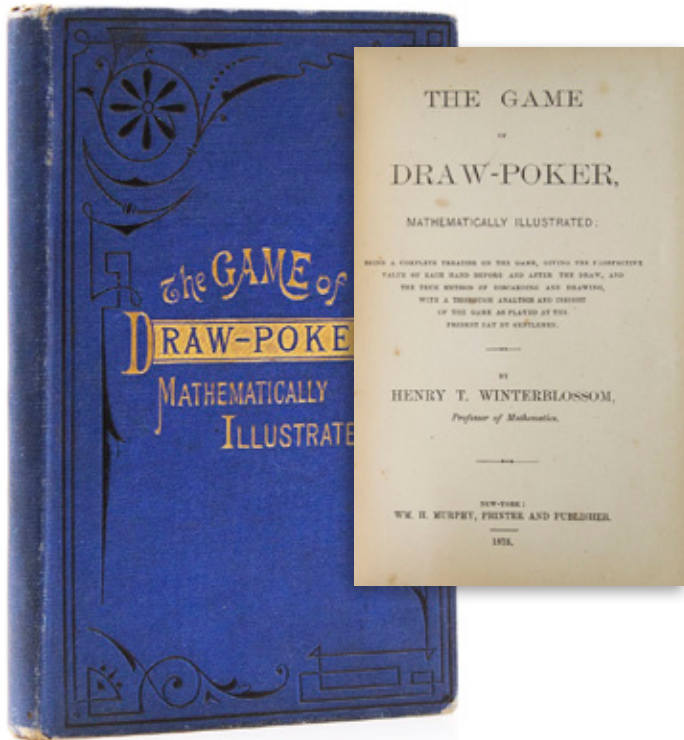 The GAME of
DRAW-POKE
MATHEMATICALLY
ILLUSTRATE
THE GAME
OF
DRAW-POKER,
MATHEMATICALLY ILLUSTRATED:
BEING A COMPLETE TREATISE ON THE GAME, GIVING THE PROSPECTIVE
VALUE OF EACH HAND BEFORE AND AFTER THE DRAW, AND
THE TRUE METHOD OF DISCARDING AND DRAWING,
WITH A THOROUGH ANALYSIS AND INSIGHT
OF THE GAME AS PLAYED AT THE
PRESENT DAY BY GENTLEMEN.
BY
HENRY T. WINTERBLOSSOM,
Professor of Mathematics.
NEW-YORK:
WM. H. MURPHY, PRINTER AND PUBLISHER.
1875.